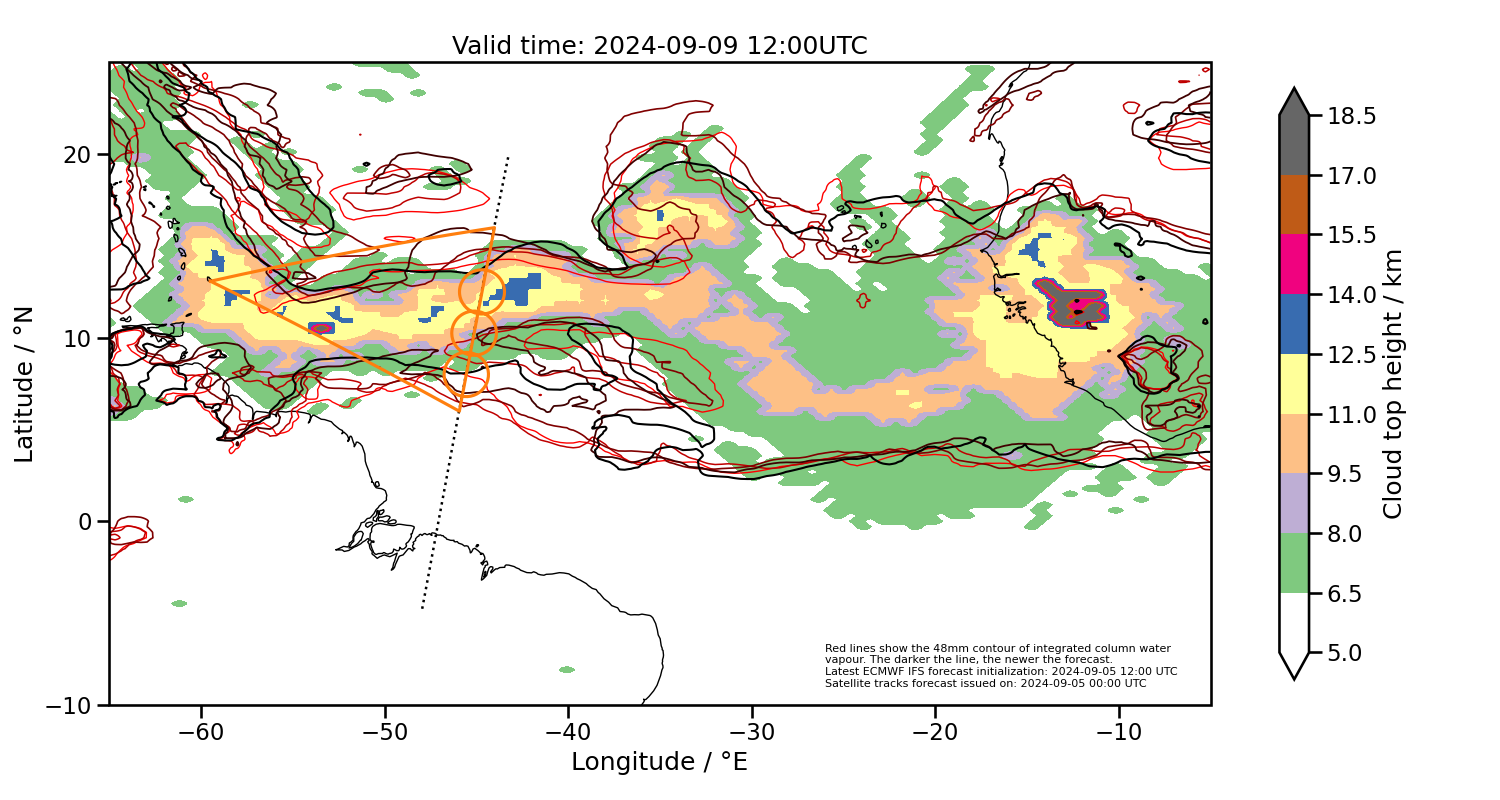 Valid time: 2024-09-09 12:00UTC
20
10
0
−10
Latitude / °N
−60
−50
−40
−30
−20
−10
Longitude / °E
Red lines show the 48mm contour of integrated column water
vapour. The darker the line, the newer the forecast.
Latest ECMWF IFS forecast initialization: 2024-09-05 12:00 UTC
Satellite tracks forecast issued on: 2024-09-05 00:00 UTC
18.5
17.0
15.5
14.0
12.5
11.0
9.5
8.0
6.5
5.0
Cloud top height / km